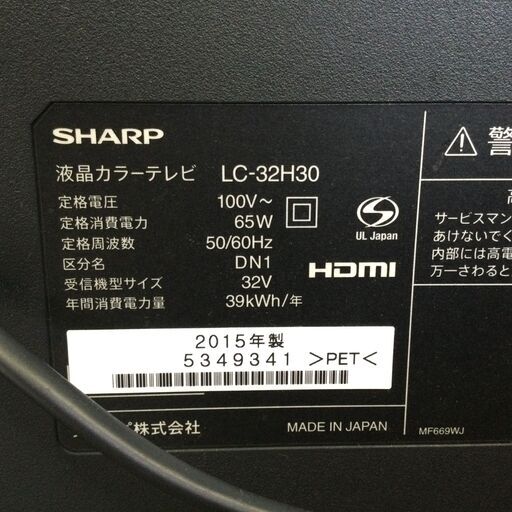 SHARP
液晶カラーテレビ LC-32H30
定格電圧 100V～
定格消費電力 65W
定格周波数 50/60Hz
区分名 DN1
受信機型サイズ 32V
年間消費電力量 39kWh/年
UL Japan
HDMI
2015年製
5349341 >PET<
プ株式会社 MADE IN JAPAN
警
高
サービスマン
あけないでく
内部には高電
万一さわると
MF669WJ